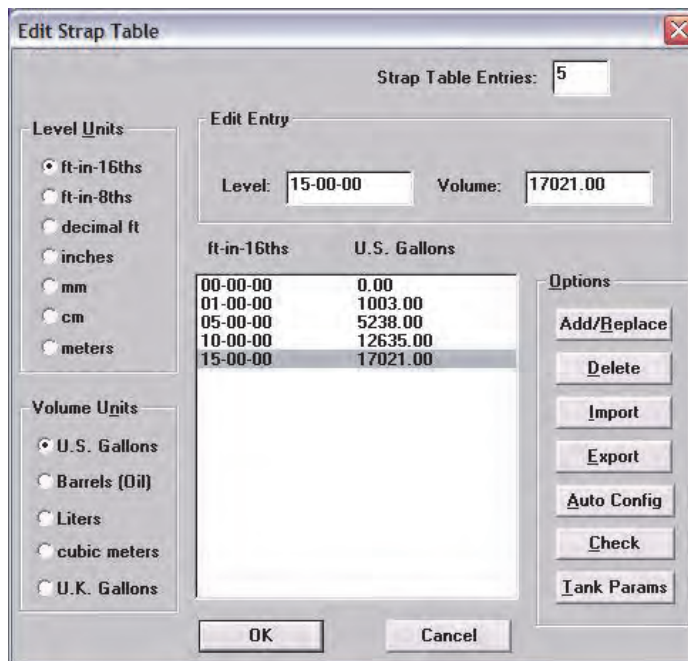 Edit Strap Table
Strap Table Entries: 5
Level Units
ft-in-16ths
ft-in-8ths
decimal ft
inches
mm
cm
meters
Volume Units
U.S. Gallons
Barrels (Oil)
Liters
cubic meters
U.K. Gallons
Edit Entry
Level: 15-00-00 Volume: 17021.00
ft-in-16ths U.S. Gallons
00-00-00 0.00
01-00-00 1003.00
05-00-00 5238.00
10-00-00 12635.00
15-00-00 17021.00
Options
Add/Replace
Delete
Import
Export
Auto Config
Check
Tank Params
OK Cancel